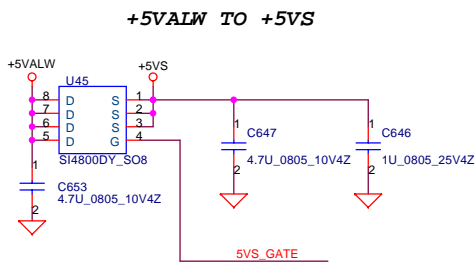 +5VALW TO +5VS
+5VALW
+5VS
U45
8 D S 1
7 D S 2
6 D S 3
5 D G 4
SI4800DY_SO8
1
C653
4.7U_0805_10V4Z
2
1
C647
4.7U_0805_10V4Z
2
1
C646
1U_0805_25V4Z
2
5VS_GATE